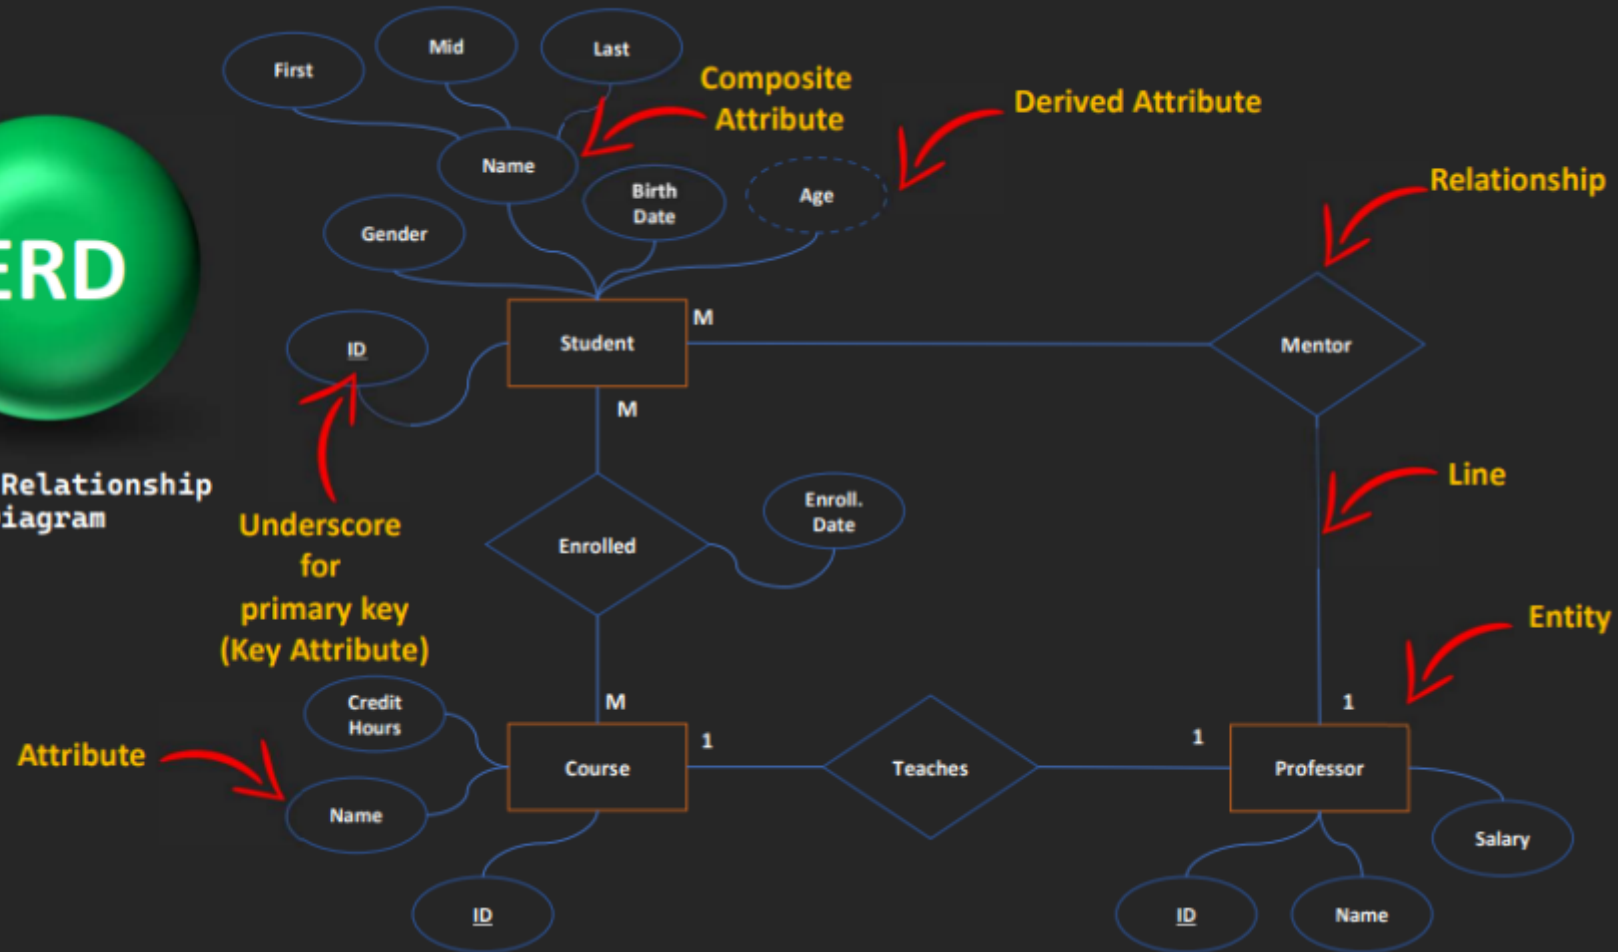 First
Mid
Last
Composite
Attribute
Derived Attribute
Name
Birth
Date
Age
Relationship
Gender
ERD
ID
Student
M
Mentor
M
Relationship
iagram
Underscore
for
primary key
(Key Attribute)
Enrolled
Enroll.
Date
Line
Entity
Credit
Hours
M
1
Attribute
Name
Course
1
Teaches
1
Professor
Salary
ID
ID
Name